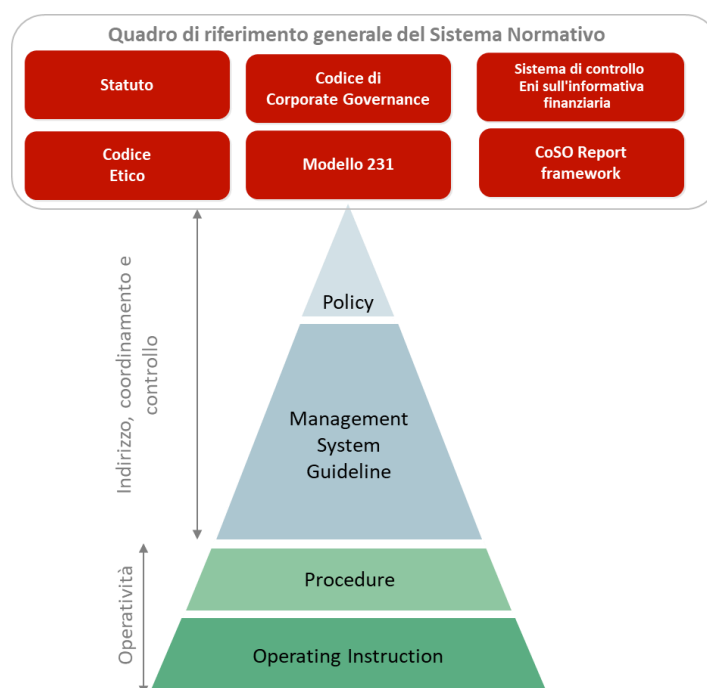 Quadro di riferimento generale del Sistema Normativo
Statuto
Codice di
Corporate Governance
Sistema di controllo
Eni sull'informativa
finanziaria
Codice
Etico
Modello 231
CoSO Report
framework
Indirizzo, coordinamento e
controllo
Policy
Management
System
Guideline
Operatività
Procedure
Operating Instruction